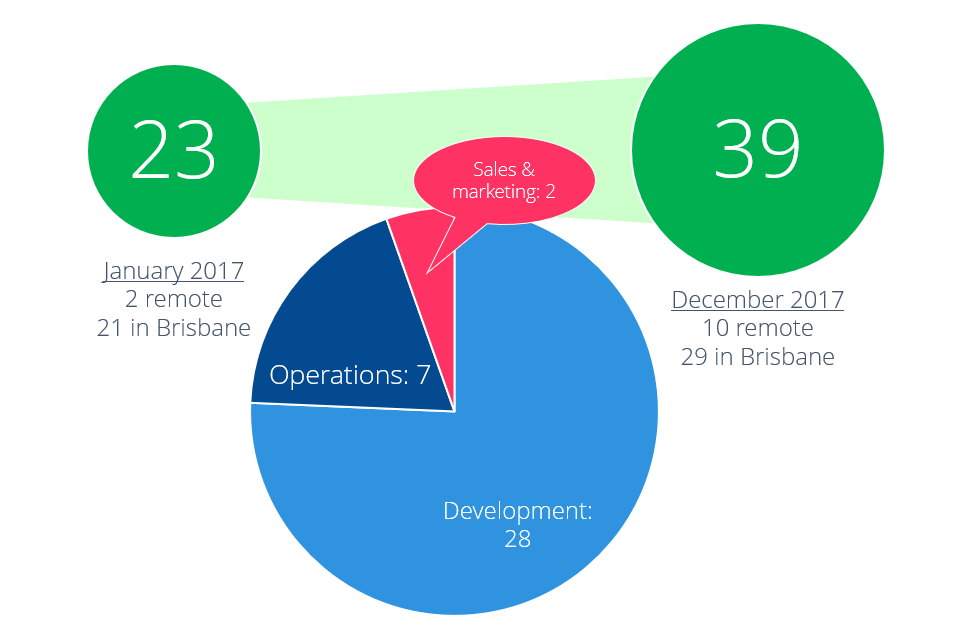 23
39
Sales &
marketing: 2
January 2017
2 remote
21 in Brisbane
December 2017
10 remote
29 in Brisbane
Operations: 7
Development:
28